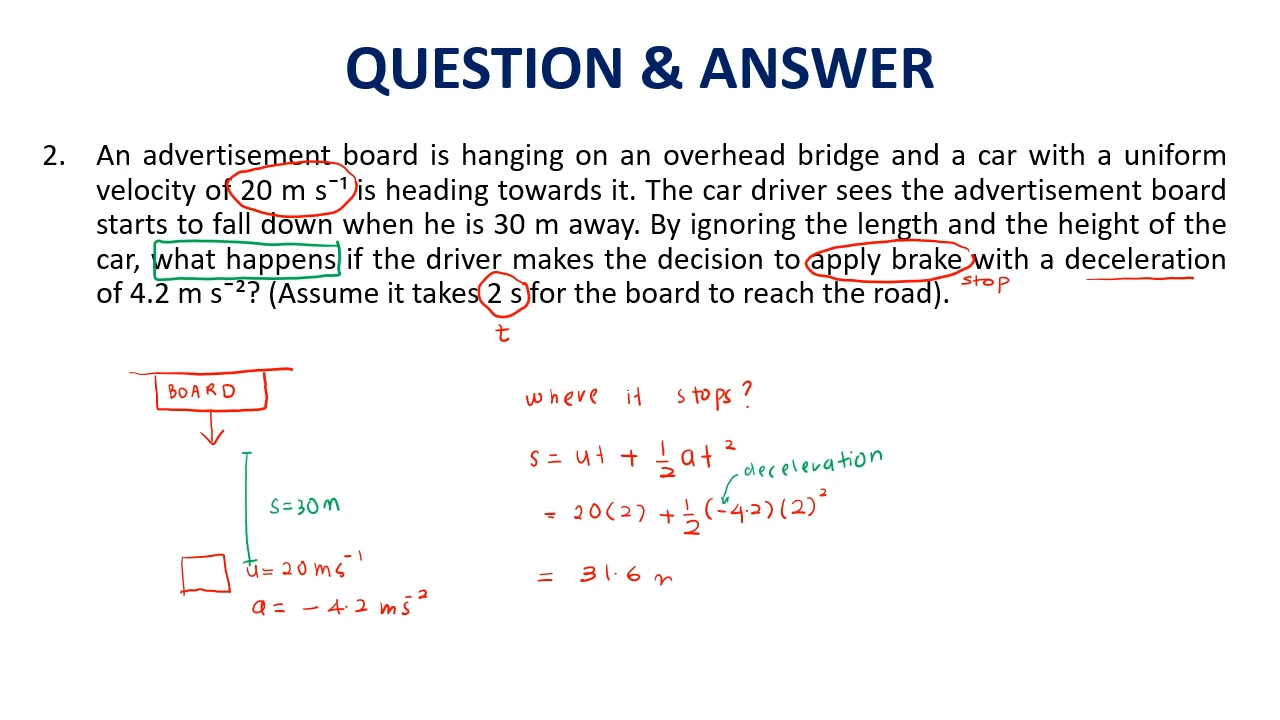 QUESTION & ANSWER
2. An advertisement board is hanging on an overhead bridge and a car with a uniform
velocity of 20 m s⁻¹ is heading towards it. The car driver sees the advertisement board
starts to fall down when he is 30 m away. By ignoring the length and the height of the
car, what happens if the driver makes the decision to apply brake with a deceleration
of 4.2 m s⁻²? (Assume it takes 2 s for the board to reach the road).
stop
t
BOARD
s=30m
u=20ms⁻¹
a= -4.2 ms⁻²
where it stops?
s = ut + 1/2 at²
deceleration
= 20(2) + 1/2 (-4.2)(2)²
= 31.6 m